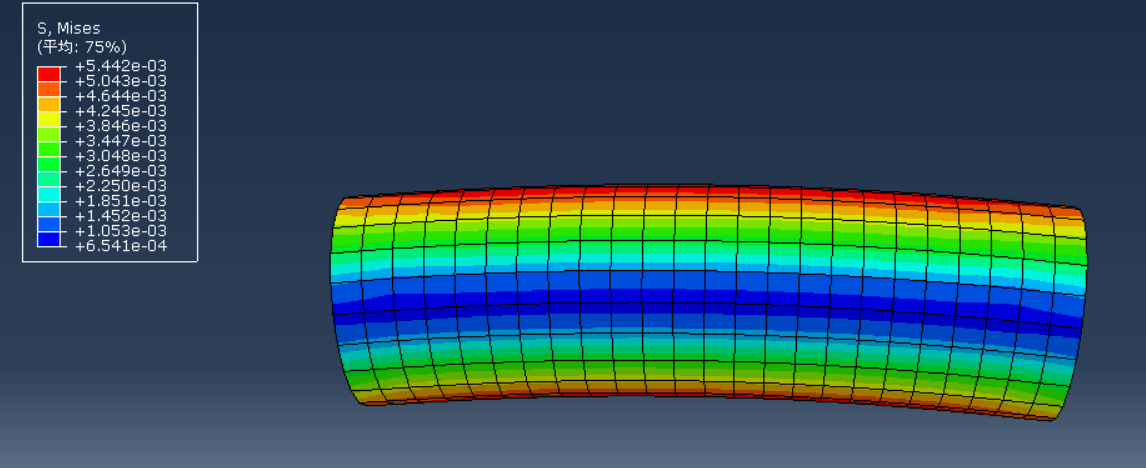 S, Mises
(平均: 75%)
+5.442e-03
+5.043e-03
+4.644e-03
+4.245e-03
+3.846e-03
+3.447e-03
+3.048e-03
+2.649e-03
+2.250e-03
+1.851e-03
+1.452e-03
+1.053e-03
+6.541e-04